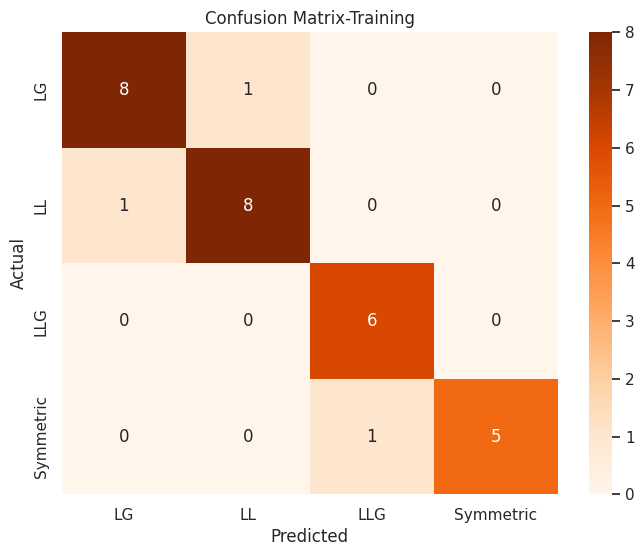 Confusion Matrix-Training
LG 8 1 0 0
LL 1 8 0 0
LLG 0 0 6 0
Symmetric 0 0 1 5
LG LL LLG Symmetric
Actual
Predicted
8
7
6
5
4
3
2
1
0